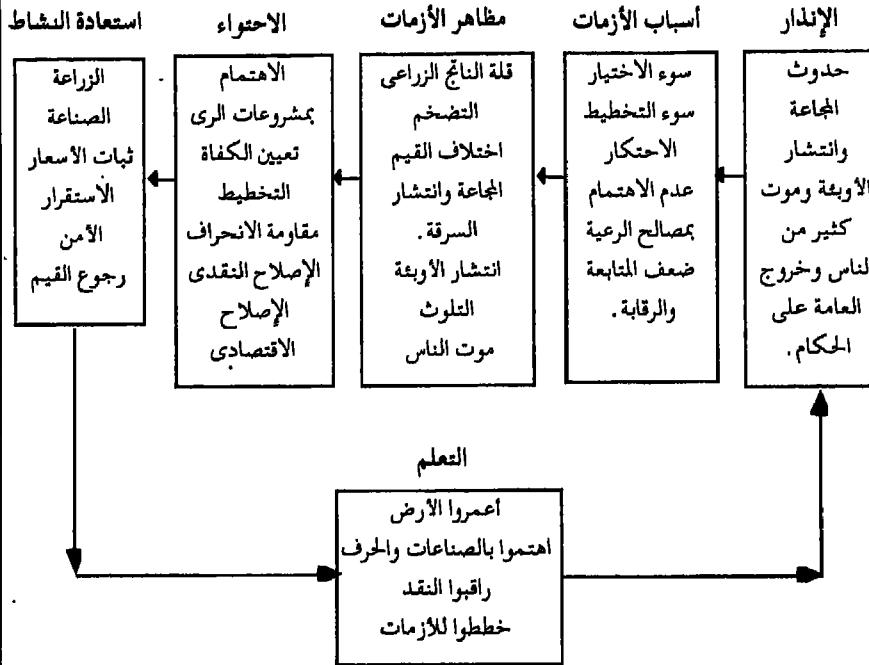 الإنذار
حدوث
المجاعة
وانتشار
الأوبئة وموت
كثير من
الناس وخروج
العامة على
الحكام.
أسباب الأزمات
سوء الاختيار
سوء التخطيط
الاحتكار
عدم الاهتمام
بمصالح الرعية
ضعف المتابعة
والرقابة.
مظاهر الأزمات
قلة الناتج الزراعى
التضخم
اختلاف القيم
المجاعة وانتشار
السرقة.
انتشار الأوبئة
التلوث
موت الناس
الاحتواء
الاهتمام
بمشروعات الرى
تعيين الكفاة
التخطيط
مقاومة الانحراف
الإصلاح النقدى
الإصلاح
الاقتصادى
استعادة النشاط
الزراعة
الصناعة
ثبات الأسعار
الاستقرار
الأمن
رجوع القيم
التعلم
أعمروا الأرض
اهتموا بالصناعات والحرف
راقبوا النقد
خططوا للأزمات